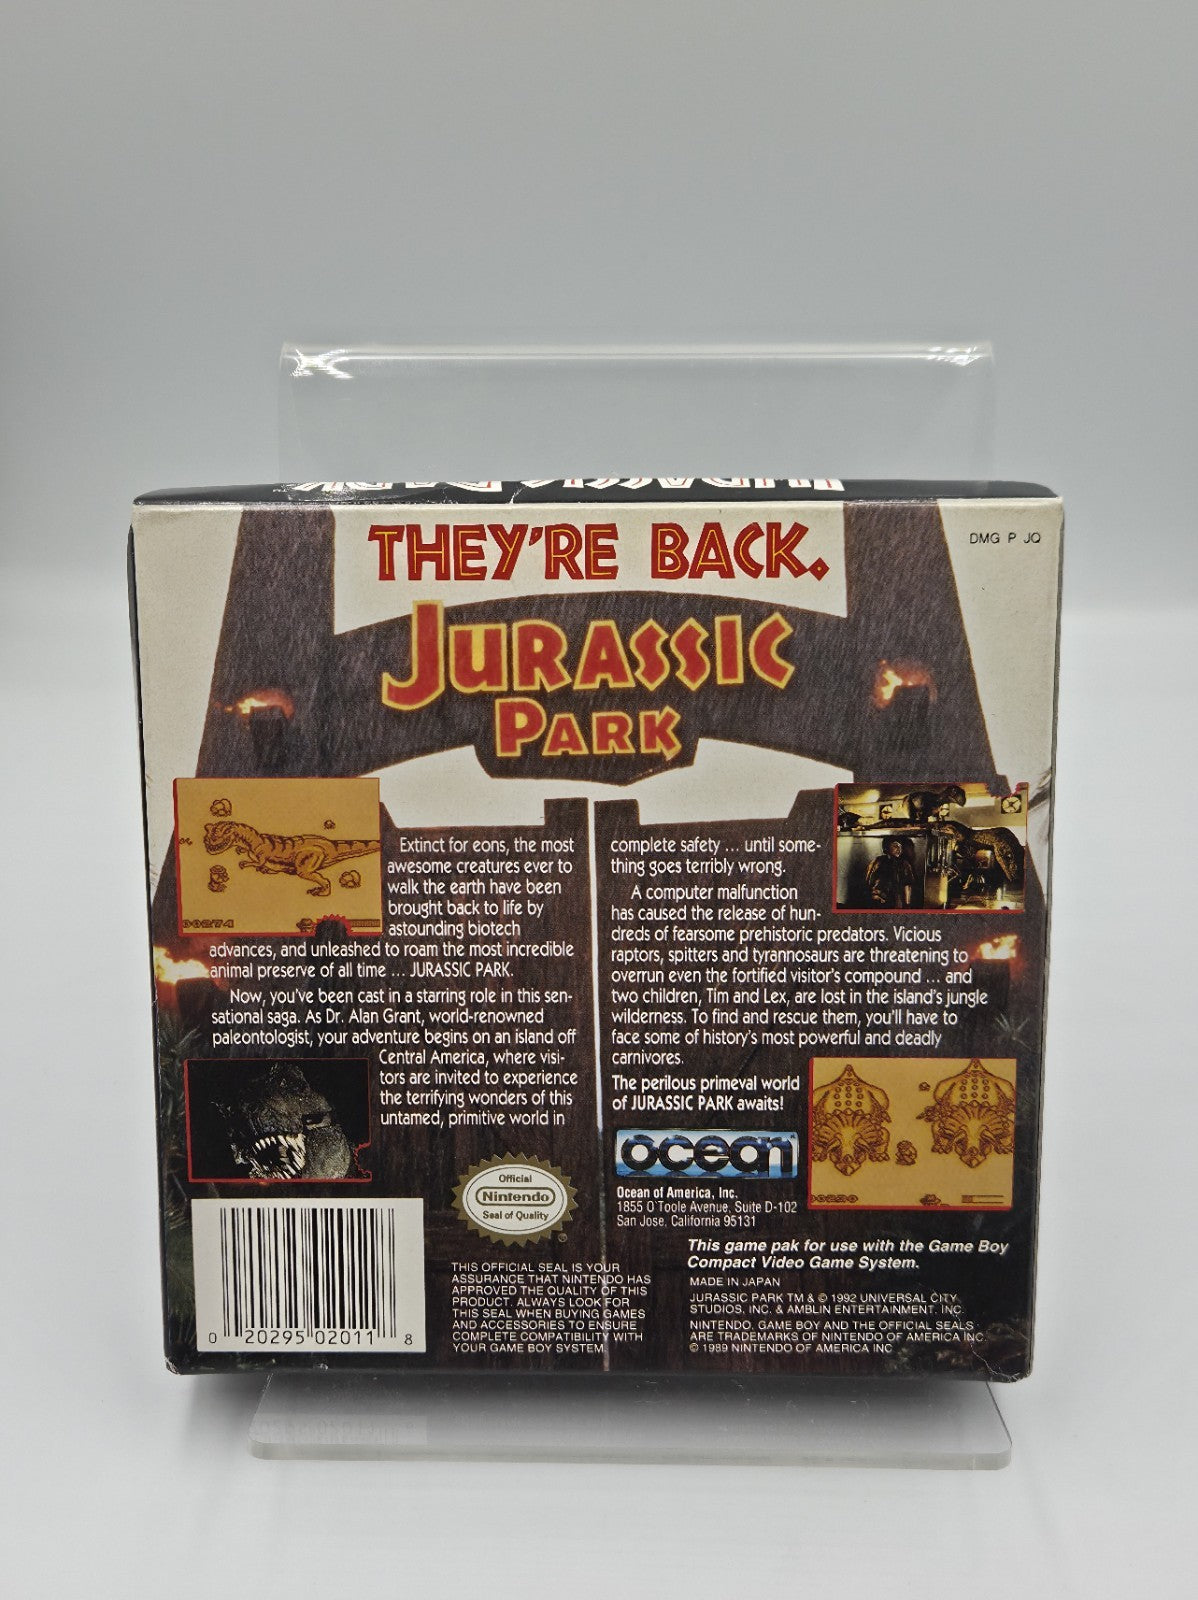 JURASSIC PARK
THEY'RE BACK.
DMG P JQ
JURASSIC
PARK
00274
Extinct for eons, the most
awesome creatures ever to
walk the earth have been
brought back to life by
astounding biotech
advances, and unleashed to roam the most incredible
animal preserve of all time ... JURASSIC PARK.
Now, you've been cast in a starring role in this sen-
sational saga. As Dr. Alan Grant, world-renowned
paleontologist, your adventure begins on an island off
Central America, where visi-
tors are invited to experience
the terrifying wonders of this
untamed, primitive world in
complete safety ... until some-
thing goes terribly wrong.
A computer malfunction
has caused the release of hun-
dreds of fearsome prehistoric predators. Vicious
raptors, spitters and tyrannosaurs are threatening to
overrun even the fortified visitor's compound ... and
two children, Tim and Lex, are lost in the island's jungle
wilderness. To find and rescue them, you'll have to
face some of history's most powerful and deadly
carnivores.
The perilous primeval world
of JURASSIC PARK awaits!
ocean
Ocean of America, Inc.
1855 O'Toole Avenue, Suite D-102
San Jose, California 95131
00290
Official
Nintendo
Seal of Quality
®
THIS OFFICIAL SEAL IS YOUR
ASSURANCE THAT NINTENDO HAS
APPROVED THE QUALITY OF THIS
PRODUCT. ALWAYS LOOK FOR
THIS SEAL WHEN BUYING GAMES
AND ACCESSORIES TO ENSURE
COMPLETE COMPATIBILITY WITH
YOUR GAME BOY SYSTEM.
This game pak for use with the Game Boy
Compact Video Game System.
MADE IN JAPAN
JURASSIC PARK TM & © 1992 UNIVERSAL CITY
STUDIOS, INC. & AMBLIN ENTERTAINMENT, INC.
NINTENDO, GAME BOY AND THE OFFICIAL SEALS
ARE TRADEMARKS OF NINTENDO OF AMERICA INC.
© 1989 NINTENDO OF AMERICA INC
0 20295 02011 8